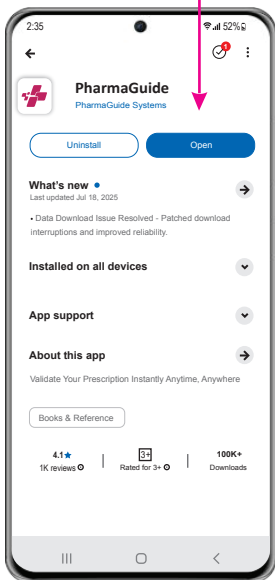 2:35
52%
1
PharmaGuide
PharmaGuide Systems
Uninstall
Open
What's new
Last updated Jul 18, 2025
• Data Download Issue Resolved - Patched download
interruptions and improved reliability.
Installed on all devices
App support
About this app
Validate Your Prescription Instantly Anytime, Anywhere
Books & Reference
4.1★
1K reviews
3+
Rated for 3+
100K+
Downloads